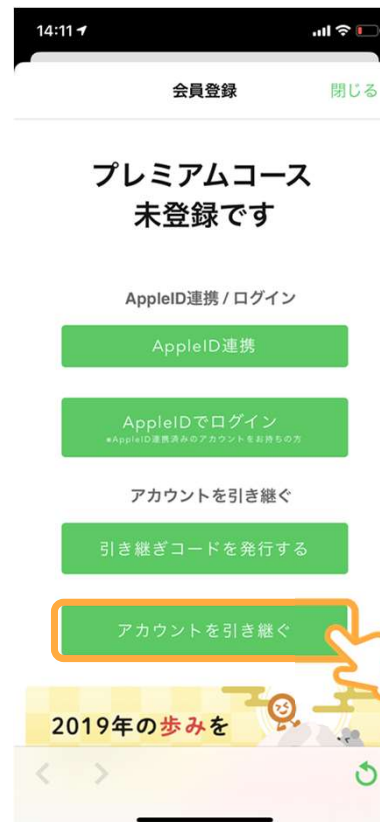 14:11
会員登録
閉じる
プレミアムコース
未登録です
AppleID連携 / ログイン
AppleID連携
AppleIDでログイン
※AppleID連携済みのアカウントをお持ちの方
アカウントを引き継ぐ
引き継ぎコードを発行する
アカウントを引き継ぐ
2019年の歩みを